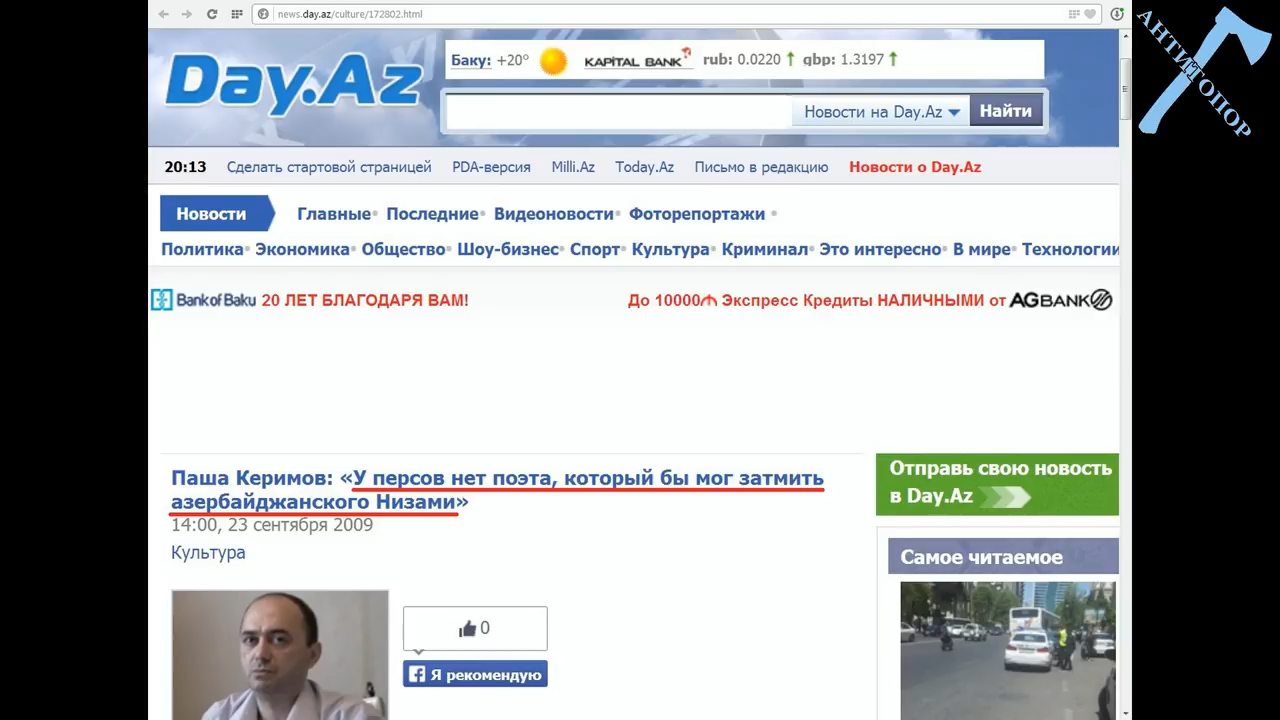 news.day.az/culture/172802.html
АНТИТОПОР
Day.Az
Баку: +20° KAPITAL BANK rub: 0.0220 gbp: 1.3197
Новости на Day.Az Найти
20:13 Сделать стартовой страницей PDA-версия Milli.Az Today.Az Письмо в редакцию Новости о Day.Az
Новости Главные Последние Видеоновости Фоторепортажи
Политика Экономика Общество Шоу-бизнес Спорт Культура Криминал Это интересно В мире Технологии
Bank of Baku 20 ЛЕТ БЛАГОДАРЯ ВАМ! До 10000₼ Экспресс Кредиты НАЛИЧНЫМИ от AGBANK
Паша Керимов: «У персов нет поэта, который бы мог затмить
азербайджанского Низами»
14:00, 23 сентября 2009
Культура
0
Я рекомендую
Отправь свою новость
в Day.Az
Самое читаемое